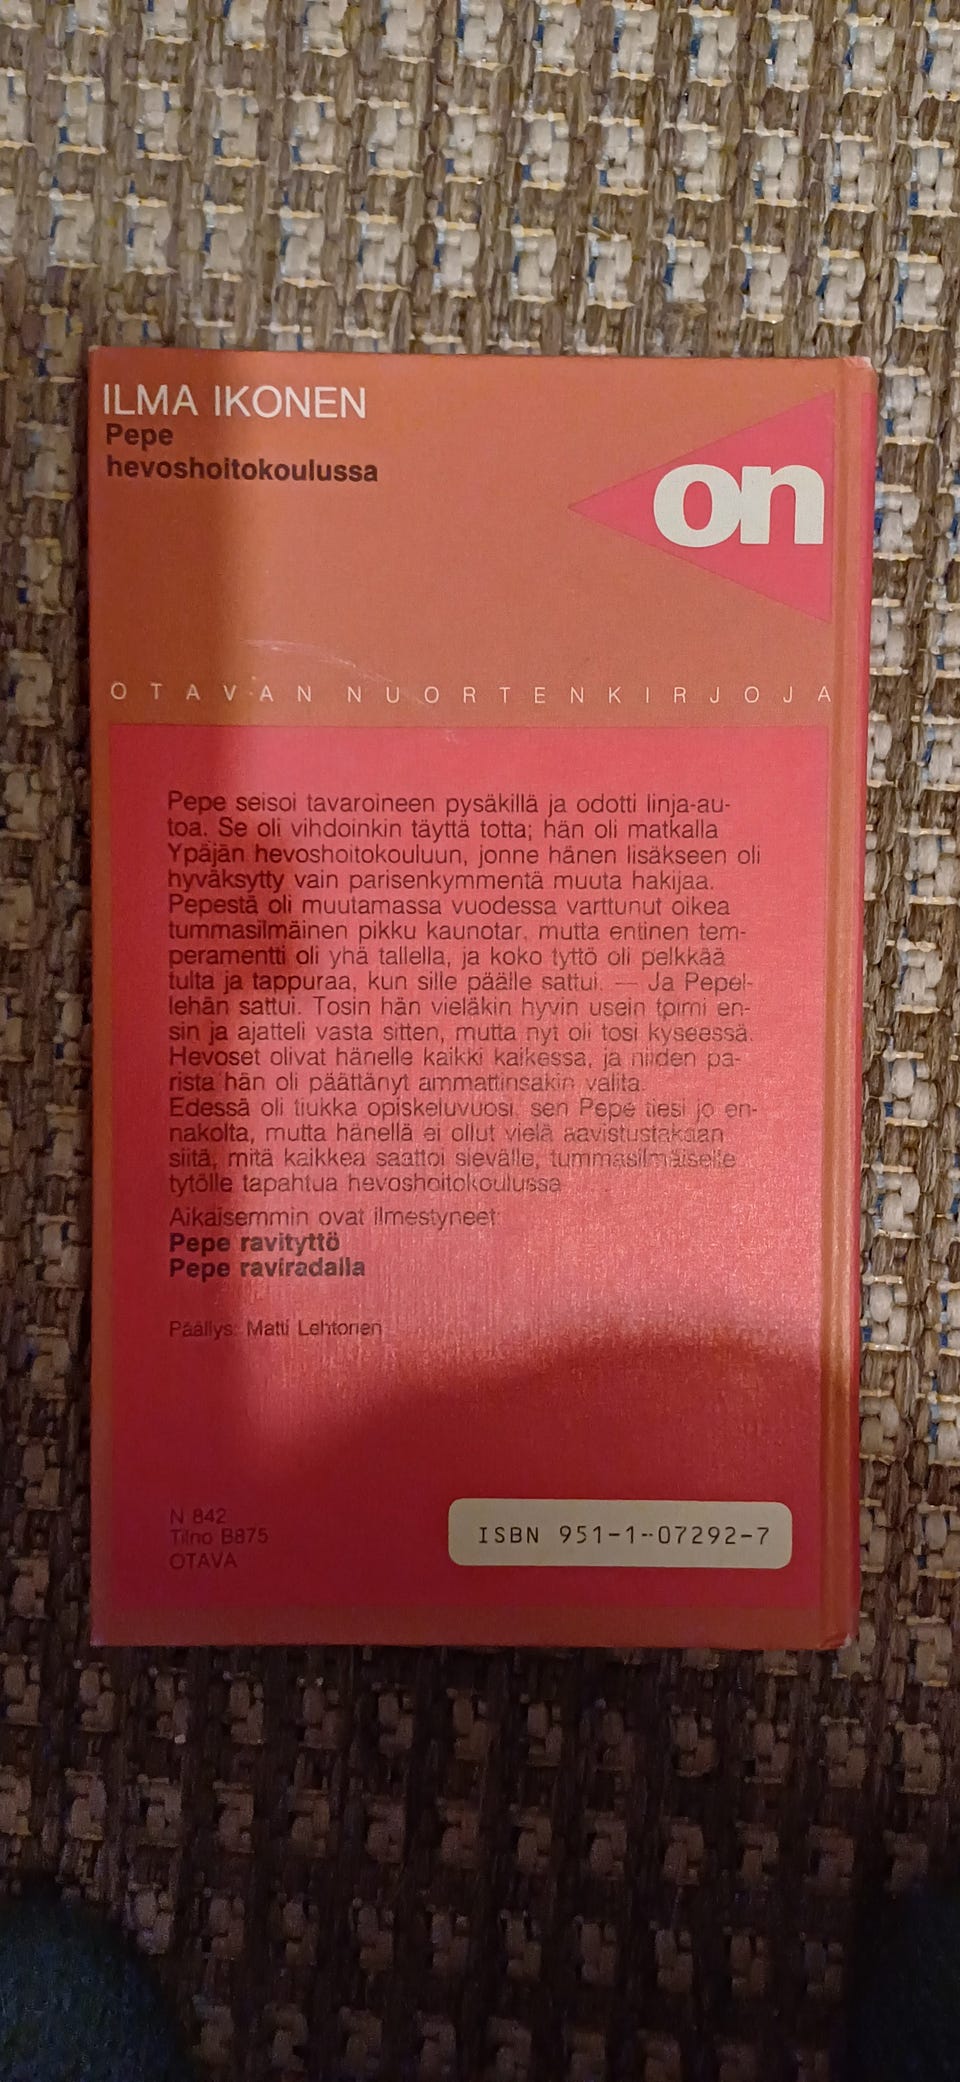 ILMA IKONEN
Pepe
hevoshoitokoulussa
on
OTAVAN NUORTENKIRJOJA
Pepe seisoi tavaroineen pysäkillä ja odotti linja-au-
toa. Se oli vihdoinkin täyttä totta; hän oli matkalla
Ypäjän hevoshoitokouluun, jonne hänen lisäkseen oli
hyväksytty vain parisenkymmentä muuta hakijaa.
Pepestä oli muutamassa vuodessa varttunut oikea
tummasilmäinen pikku kaunotar, mutta entinen tem-
peramentti oli yhä tallella, ja koko tyttö oli pelkkää
tulta ja tappuraa, kun sille päälle sattui. — Ja Pepel-
lehän sattui. Tosin hän vieläkin hyvin usein toimi en-
sin ja ajatteli vasta sitten, mutta nyt oli tosi kyseessä.
Hevoset olivat hänelle kaikki kaikessa, ja niiden pa-
rista hän oli päättänyt ammattinsakin valita.
Edessä oli tiukka opiskeluvuosi, sen Pepe tiesi jo en-
nakolta, mutta hänellä ei ollut vielä aavistustakaan
siitä, mitä kaikkea saattoi sievälle, tummasilmäiselle
tytölle tapahtua hevoshoitokoulussa
Aikaisemmin ovat ilmestyneet:
Pepe ravityttö
Pepe raviradalla
Päällys: Matti Lehtonen
N 842
Tilno B875
OTAVA
ISBN 951-1-07292-7